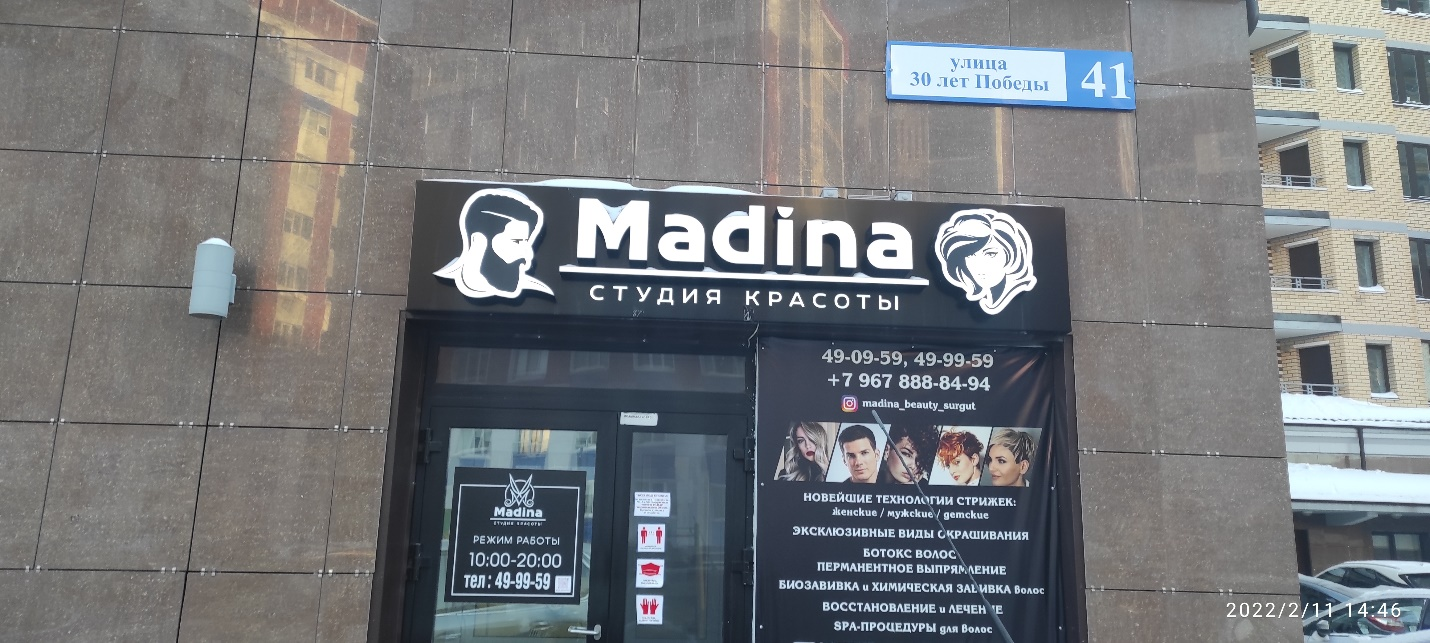 улица
30 лет Победы
41
Madina
СТУДИЯ КРАСОТЫ
49-09-59, 49-99-59
+7 967 888-84-94
madina_beauty_surgut
НОВЕЙШИЕ ТЕХНОЛОГИИ СТРИЖЕК:
женские / мужские / детские
ЭКСКЛЮЗИВНЫЕ ВИДЫ ОКРАШИВАНИЯ
БОТОКС ВОЛОС
ПЕРМАНЕНТНОЕ ВЫПРЯМЛЕНИЕ
БИОЗАВИВКА и ХИМИЧЕСКАЯ ЗАВИВКА волос
ВОССТАНОВЛЕНИЕ и ЛЕЧЕНИЕ
SPA-ПРОЦЕДУРЫ для волос
Madina
СТУДИЯ КРАСОТЫ
РЕЖИМ РАБОТЫ
10:00-20:00
тел: 49-99-59
2022/2/11 14:46